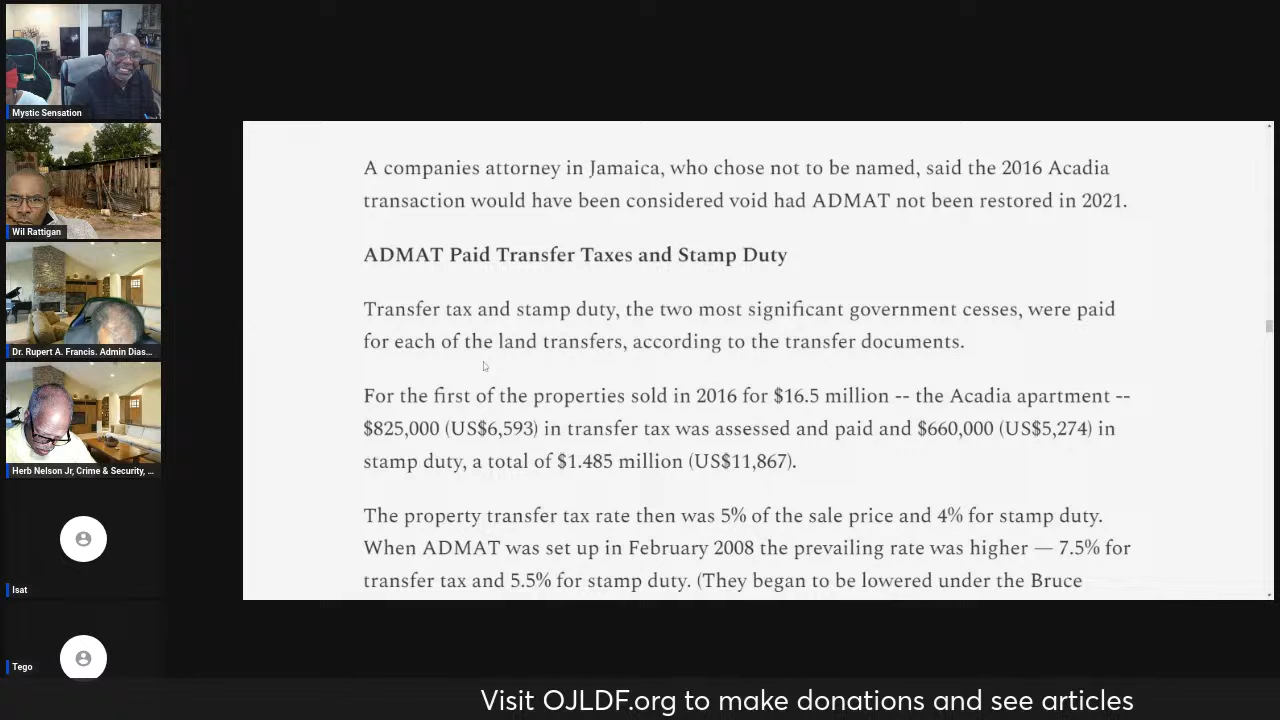 Mystic Sensation
Wil Rattigan
Dr. Rupert A. Francis. Admin Dias...
Herb Nelson Jr, Crime & Security, ...
Isat
Tego
A companies attorney in Jamaica, who chose not to be named, said the 2016 Acadia
transaction would have been considered void had ADMAT not been restored in 2021.
ADMAT Paid Transfer Taxes and Stamp Duty
Transfer tax and stamp duty, the two most significant government cesses, were paid
for each of the land transfers, according to the transfer documents.
For the first of the properties sold in 2016 for $16.5 million -- the Acadia apartment --
$825,000 (US$6,593) in transfer tax was assessed and paid and $660,000 (US$5,274) in
stamp duty, a total of $1.485 million (US$11,867).
The property transfer tax rate then was 5% of the sale price and 4% for stamp duty.
When ADMAT was set up in February 2008 the prevailing rate was higher — 7.5% for
transfer tax and 5.5% for stamp duty. (They began to be lowered under the Bruce
Visit OJLDF.org to make donations and see articles